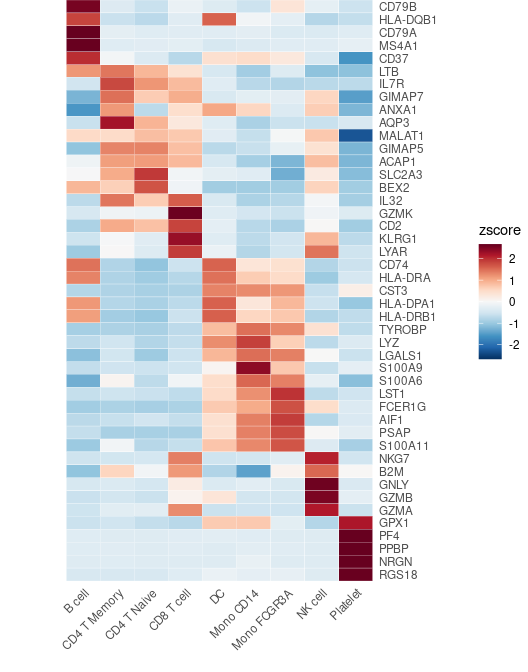 CD79B
HLA-DQB1
CD79A
MS4A1
CD37
LTB
IL7R
GIMAP7
ANXA1
AQP3
MALAT1
GIMAP5
ACAP1
SLC2A3
BEX2
IL32
GZMK
CD2
KLRG1
LYAR
CD74
HLA-DRA
CST3
HLA-DPA1
HLA-DRB1
TYROBP
LYZ
LGALS1
S100A9
S100A6
LST1
FCER1G
AIF1
PSAP
S100A11
NKG7
B2M
GNLY
GZMB
GZMA
GPX1
PF4
PPBP
NRGN
RGS18
zscore
2
1
0
-1
-2
B cell
CD4 T Memory
CD4 T Naive
CD8 T cell
DC
Mono CD14
Mono FCGR3A
NK cell
Platelet